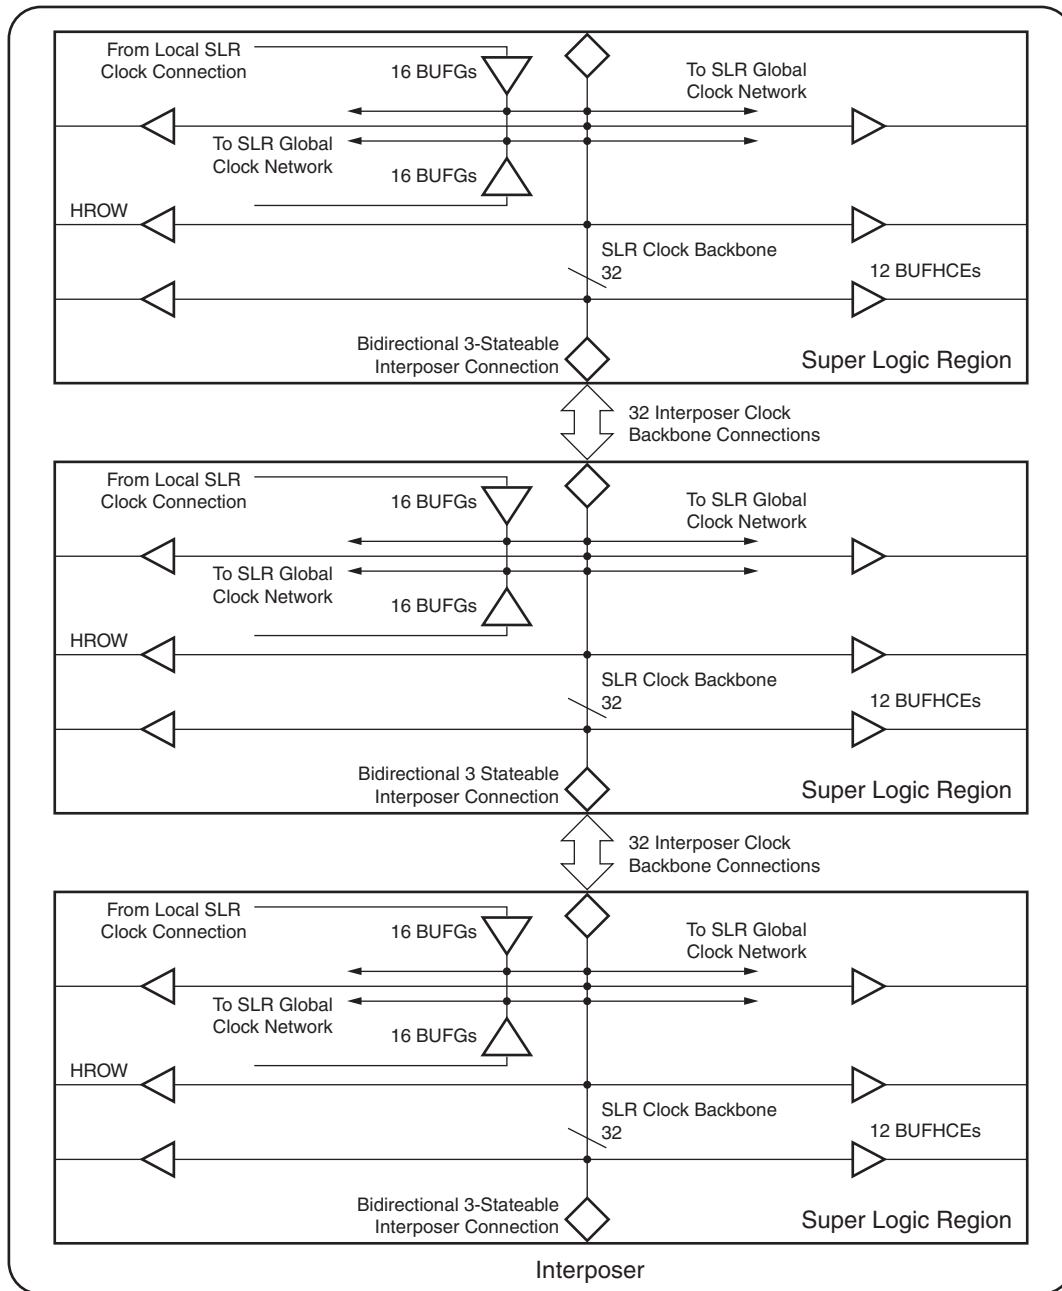 From Local SLR
Clock Connection
16 BUFGs
To SLR Global
Clock Network
To SLR Global
Clock Network
16 BUFGs
HROW
SLR Clock Backbone
32
12 BUFHCEs
Bidirectional 3-Stateable
Interposer Connection
Super Logic Region
32 Interposer Clock
Backbone Connections
From Local SLR
Clock Connection
16 BUFGs
To SLR Global
Clock Network
To SLR Global
Clock Network
16 BUFGs
HROW
SLR Clock Backbone
32
12 BUFHCEs
Bidirectional 3 Stateable
Interposer Connection
Super Logic Region
32 Interposer Clock
Backbone Connections
From Local SLR
Clock Connection
16 BUFGs
To SLR Global
Clock Network
To SLR Global
Clock Network
16 BUFGs
HROW
SLR Clock Backbone
32
12 BUFHCEs
Bidirectional 3-Stateable
Interposer Connection
Super Logic Region
Interposer